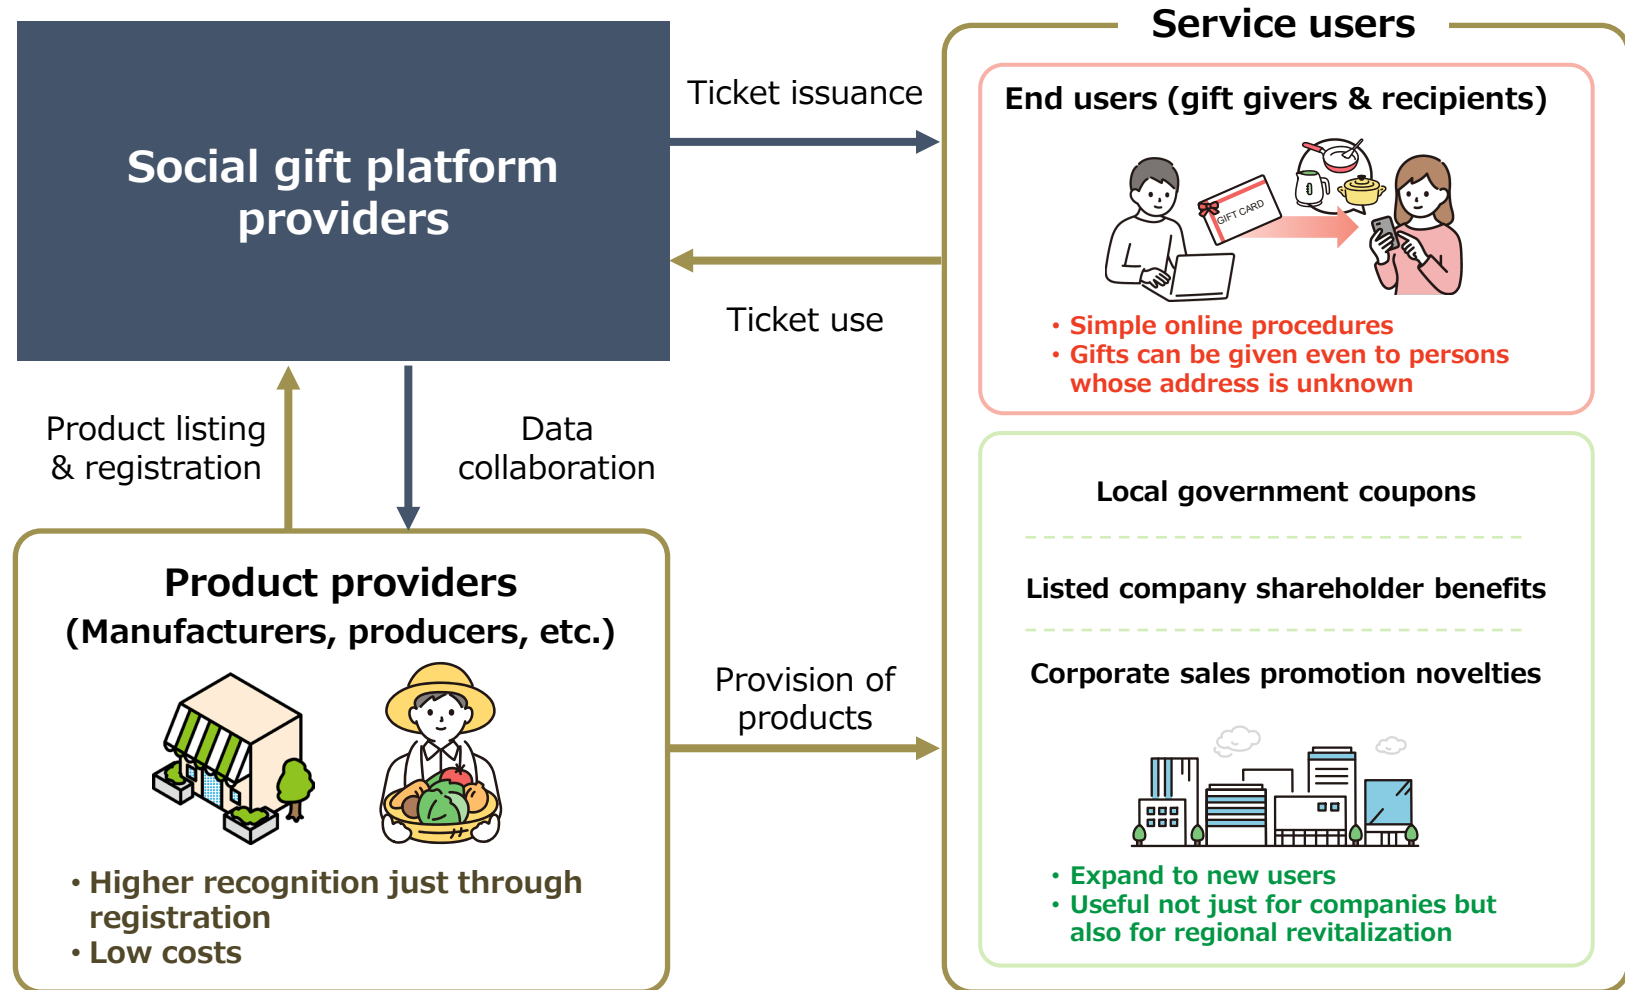 Social gift platform
providers
Ticket issuance
Ticket use
Product listing
& registration
Data
collaboration
Product providers
(Manufacturers, producers, etc.)
・Higher recognition just through
registration
・Low costs
Provision of
products
Service users
End users (gift givers & recipients)
GIFT CARD
・Simple online procedures
・Gifts can be given even to persons
whose address is unknown
Local government coupons
Listed company shareholder benefits
Corporate sales promotion novelties
・Expand to new users
・Useful not just for companies but
also for regional revitalization